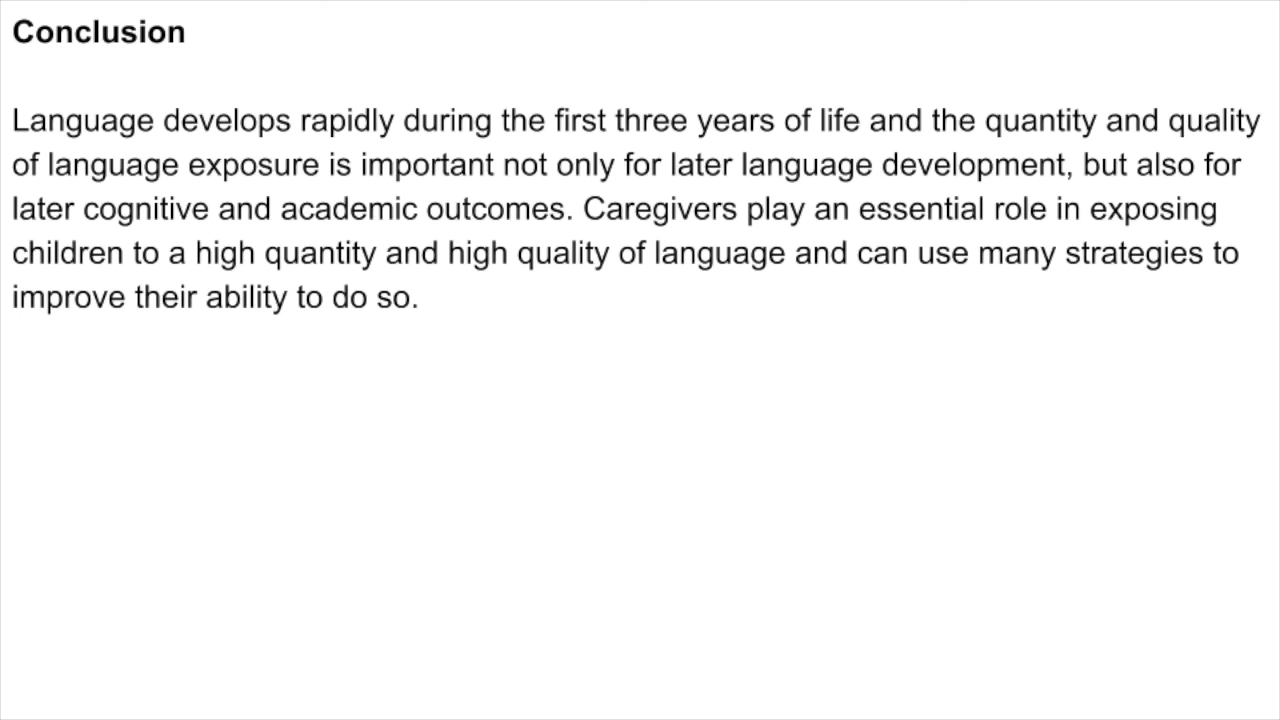 Conclusion
Language develops rapidly during the first three years of life and the quantity and quality
of language exposure is important not only for later language development, but also for
later cognitive and academic outcomes. Caregivers play an essential role in exposing
children to a high quantity and high quality of language and can use many strategies to
improve their ability to do so.